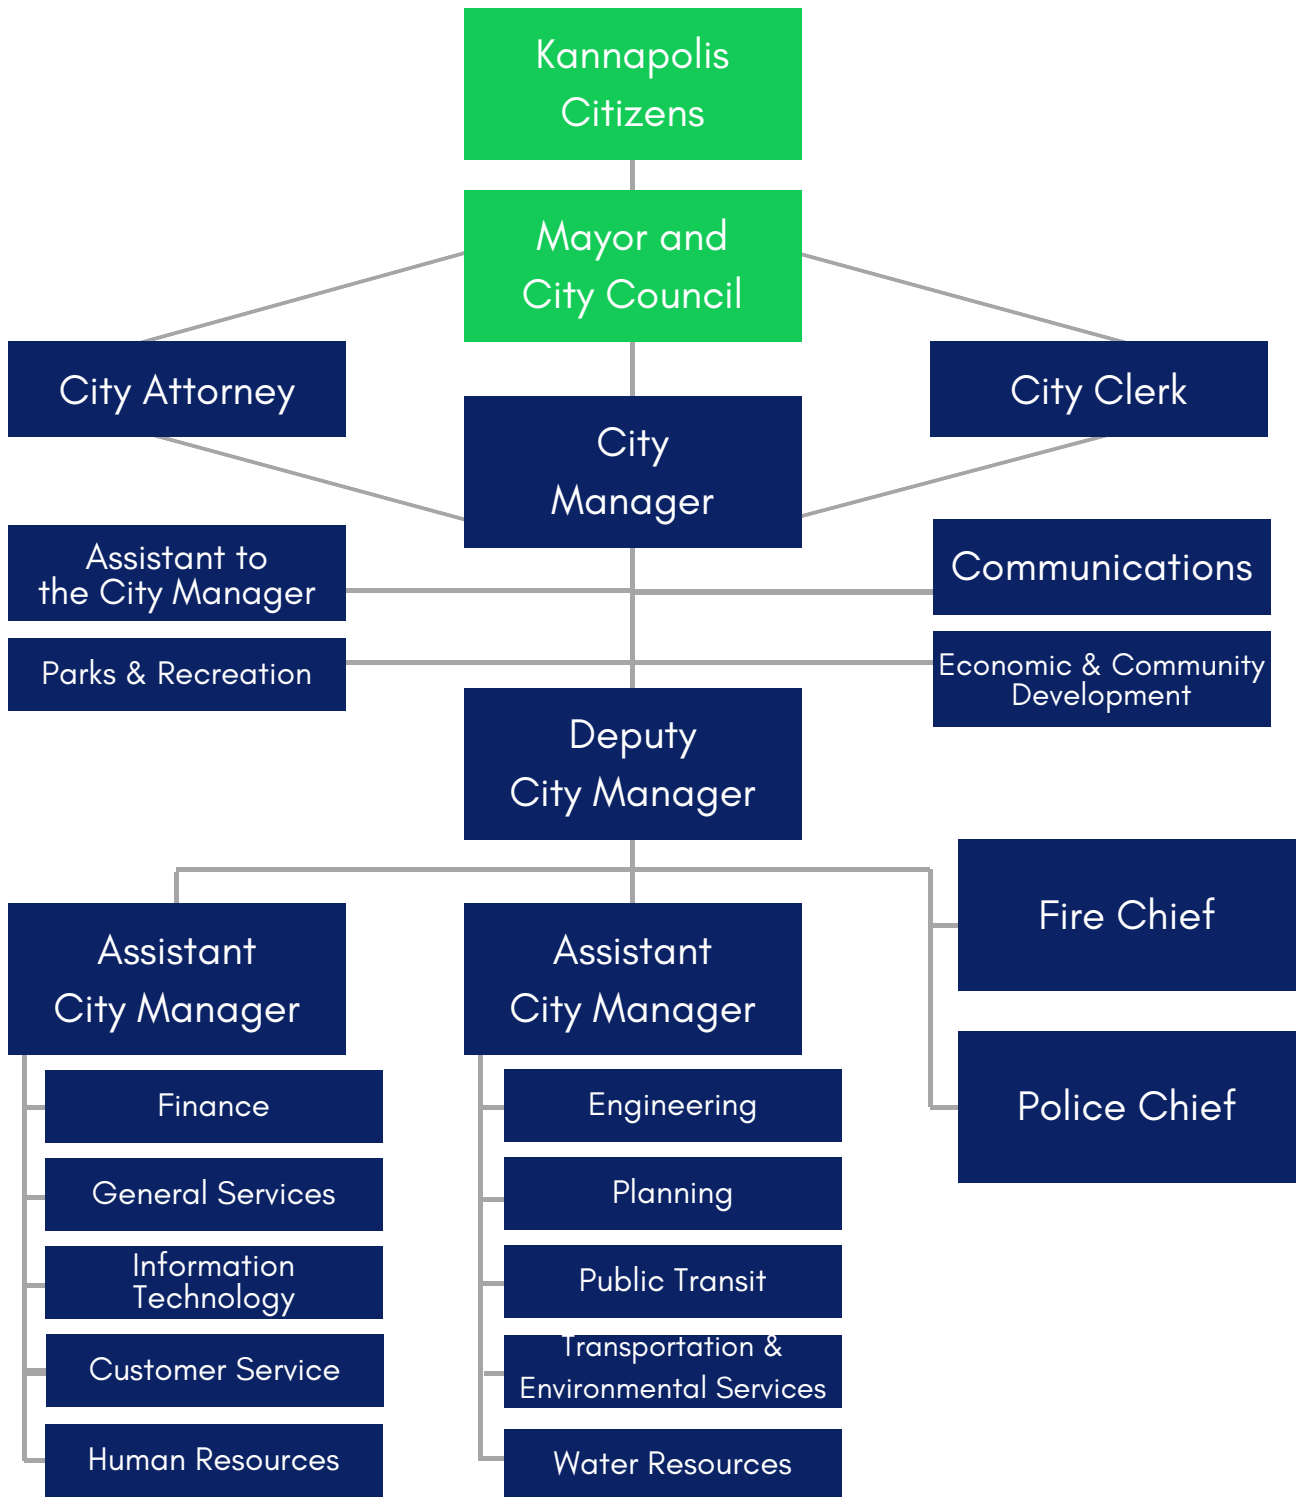 Kannapolis
Citizens
Mayor and
City Council
City Attorney
City Clerk
City
Manager
Assistant to
the City Manager
Communications
Parks & Recreation
Economic & Community
Development
Deputy
City Manager
Fire Chief
Assistant
City Manager
Assistant
City Manager
Police Chief
Finance
General Services
Information
Technology
Customer Service
Human Resources
Engineering
Planning
Public Transit
Transportation &
Environmental Services
Water Resources